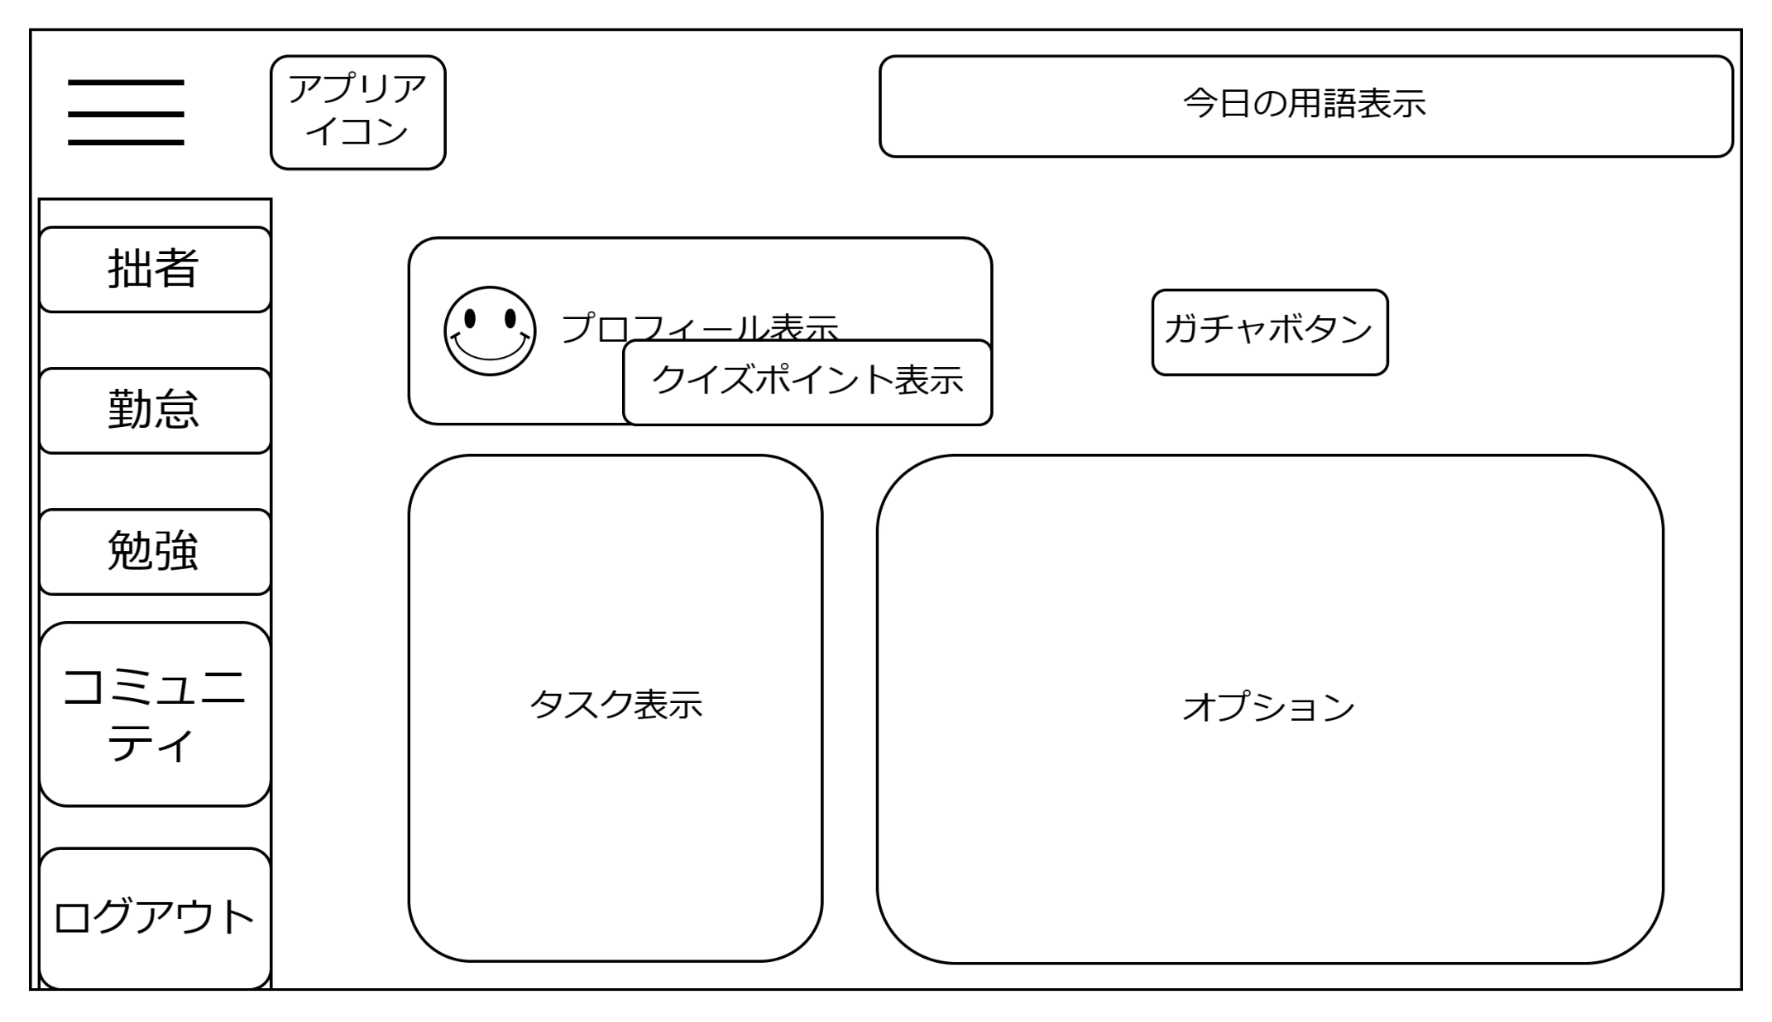 アプリア
イコン
今日の用語表示
拙者
勤怠
勉強
コミュニ
ティ
ログアウト
プロフィール表示
クイズポイント表示
ガチャボタン
タスク表示
オプション